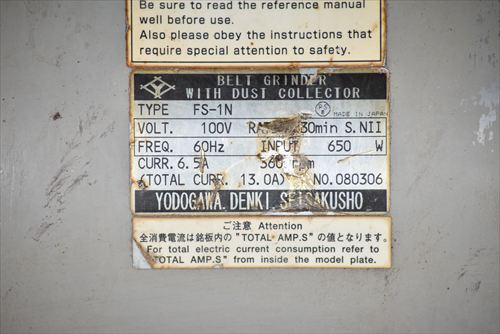 Be sure to read the reference manual
well before use.
Also please obey the instructions that
require special attention to safety.
BELT GRINDER
WITH DUST COLLECTOR
TYPE FS-1N MADE IN JAPAN
VOLT. 100V 30min S.NII
FREQ. 60Hz INPUT 650 W
CURR. 6.5A
(TOTAL CURR. 13.0A) NO. 080306
YODOGAWA. DENKI. SEISAKUSHO
ご注意 Attention
全消費電流は銘板内の "TOTAL AMP.S" の値となります。
For total electric current consumption refer to
"TOTAL AMP.S" from inside the model plate.